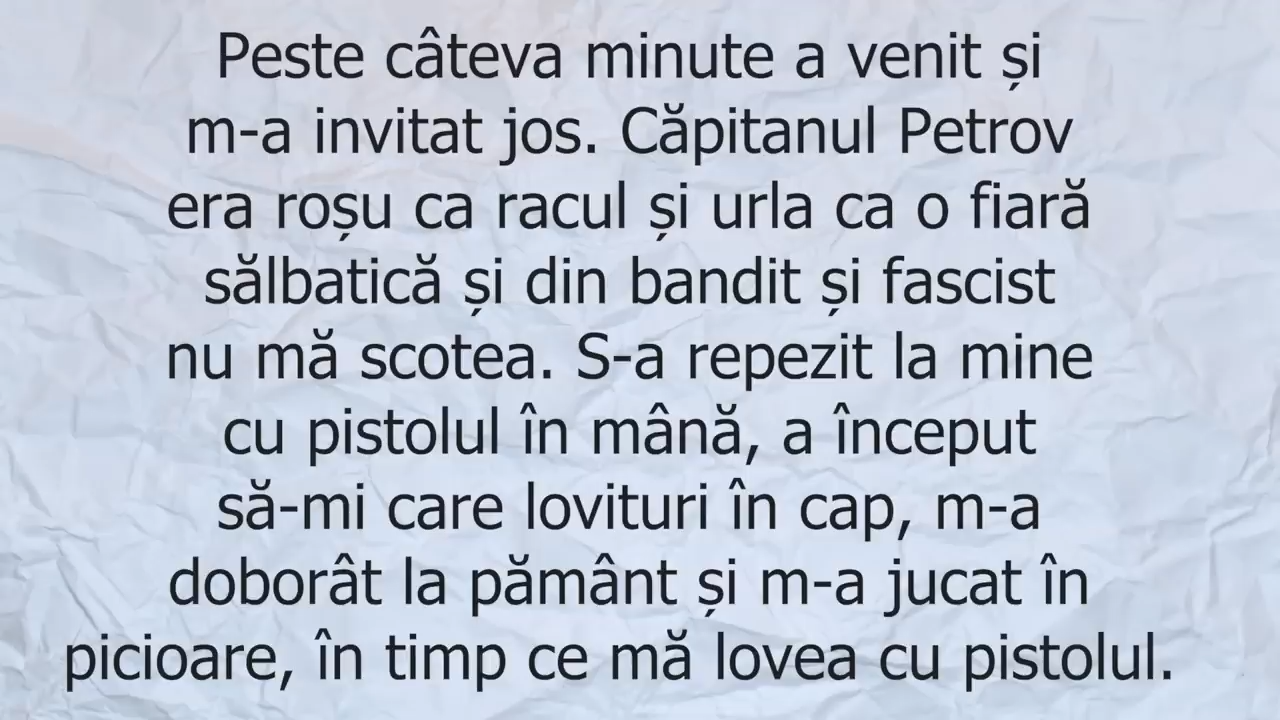 Peste câteva minute a venit și
m-a invitat jos. Căpitanul Petrov
era roșu ca racul și urla ca o fiară
sălbatică și din bandit și fascist
nu mă scotea. S-a repezit la mine
cu pistolul în mână, a început
să-mi care lovituri în cap, m-a
doborât la pământ și m-a jucat în
picioare, în timp ce mă lovea cu pistolul.